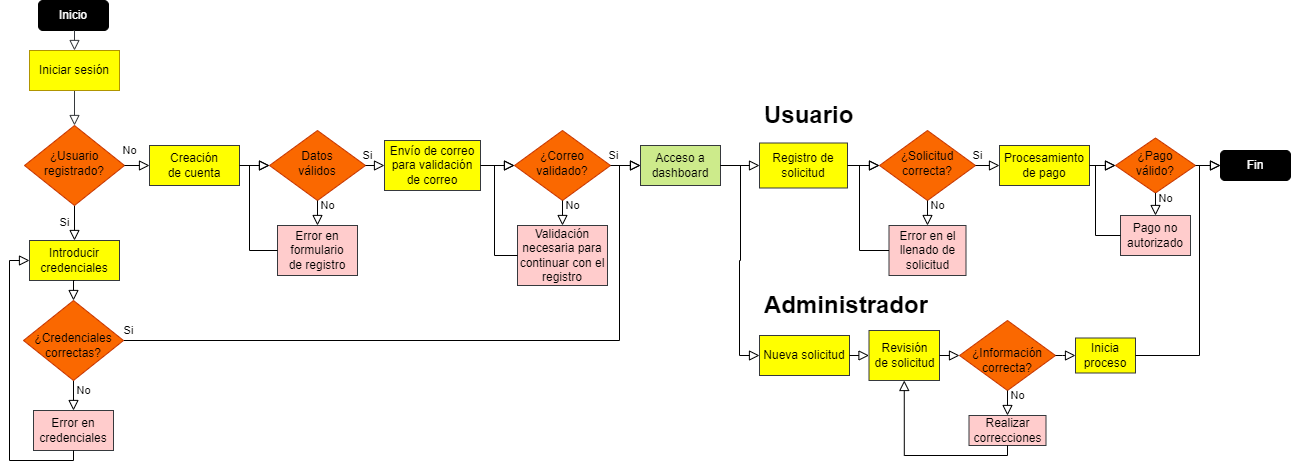 Inicio
Iniciar sesión
¿Usuario
registrado?
No
Creación
de cuenta
Datos
válidos
Si
Envío de correo
para validación
de correo
¿Correo
validado?
Si
Acceso a
dashboard
No
Error en
formulario
de registro
No
Validación
necesaria para
continuar con el
registro
Si
Introducir
credenciales
¿Credenciales
correctas?
Si
No
Error en
credenciales
Usuario
Registro de
solicitud
¿Solicitud
correcta?
Si
Procesamiento
de pago
¿Pago
válido?
Fin
No
Error en el
llenado de
solicitud
No
Pago no
autorizado
Administrador
Nueva solicitud
Revisión
de solicitud
¿Información
correcta?
Inicia
proceso
No
Realizar
correcciones